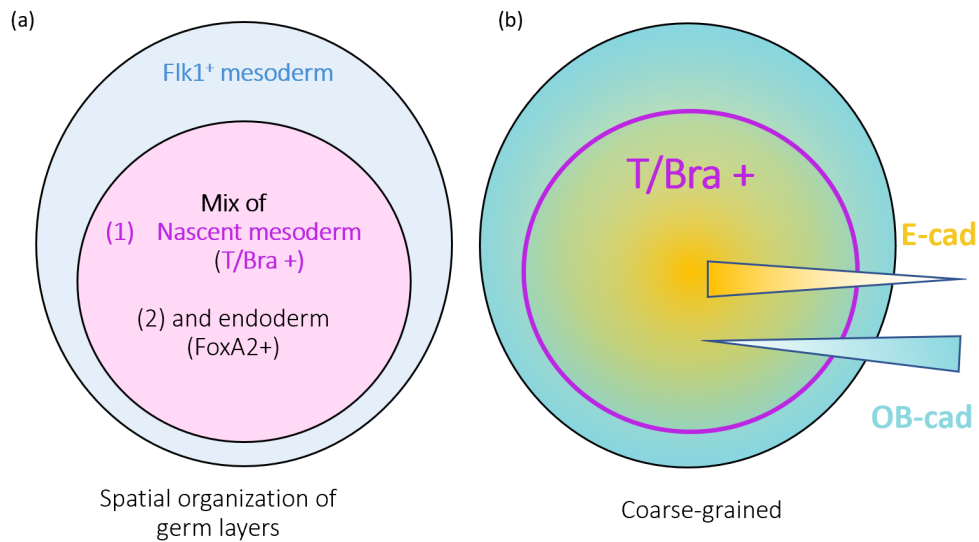 (a)
Flk1⁺ mesoderm
Mix of
(1) Nascent mesoderm
(T/Bra +)
(2) and endoderm
(FoxA2+)
Spatial organization of
germ layers
(b)
T/Bra +
E-cad
OB-cad
Coarse-grained